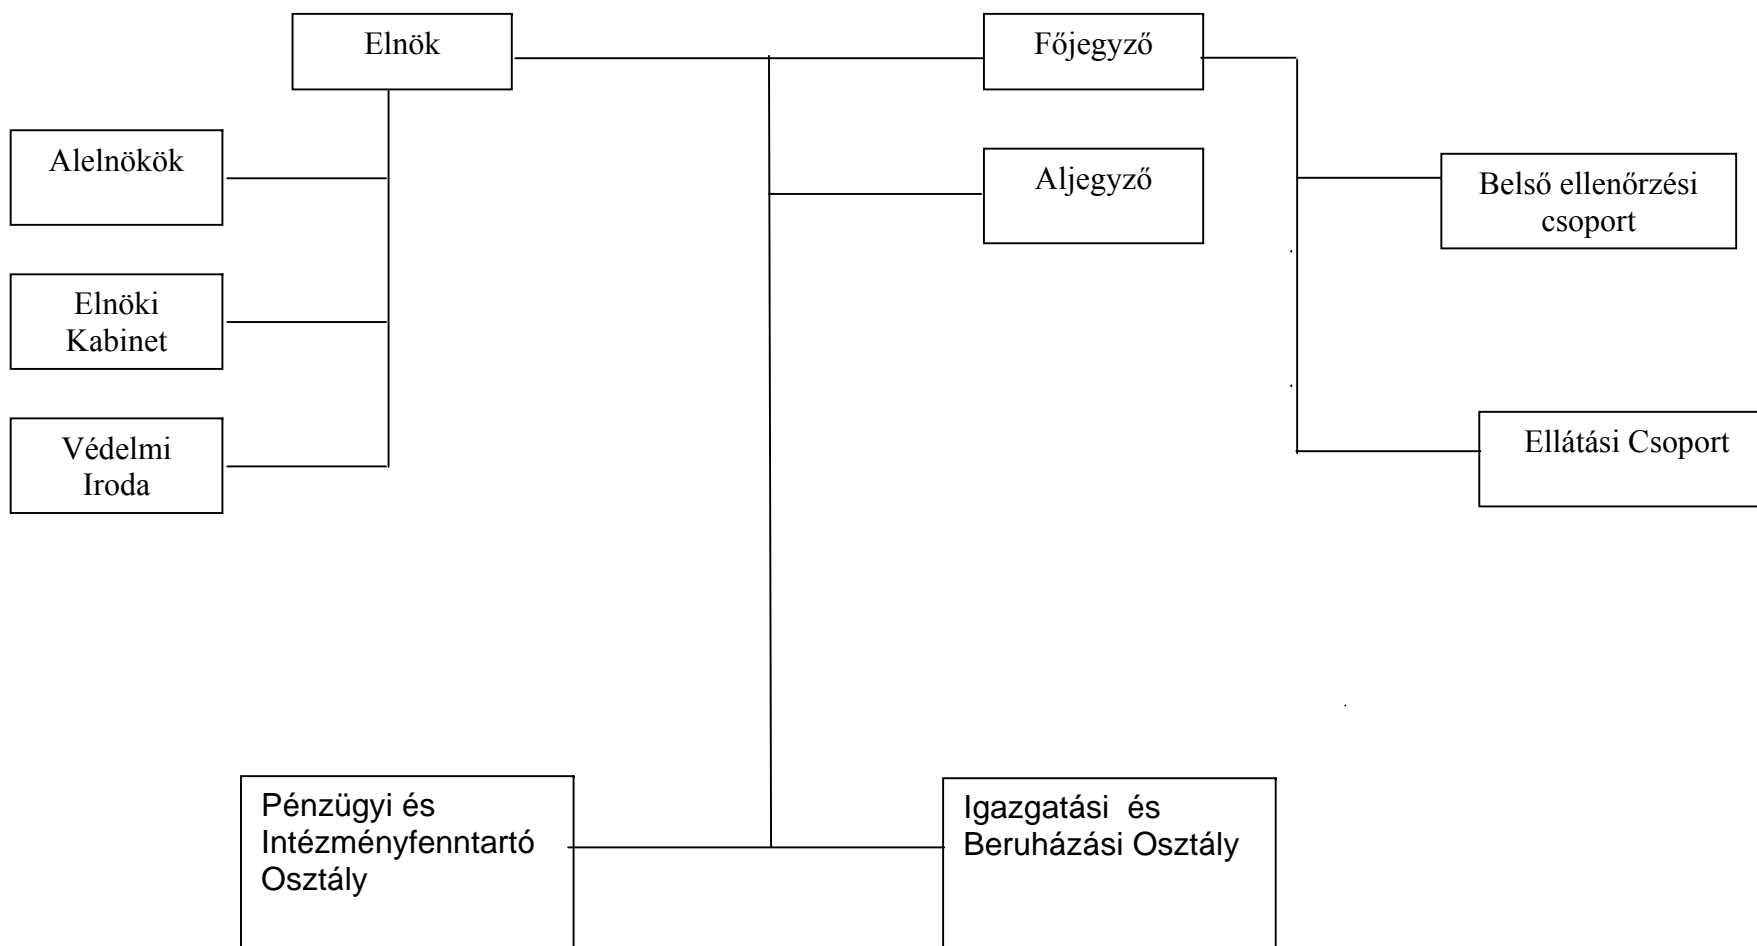 Elnök
Főjegyző
Alelnökök
Aljegyző
Belső ellenőrzési
csoport
Elnöki
Kabinet
Védelmi
Iroda
Ellátási Csoport
Pénzügyi és
Intézményfenntartó
Osztály
Igazgatási  és
Beruházási Osztály